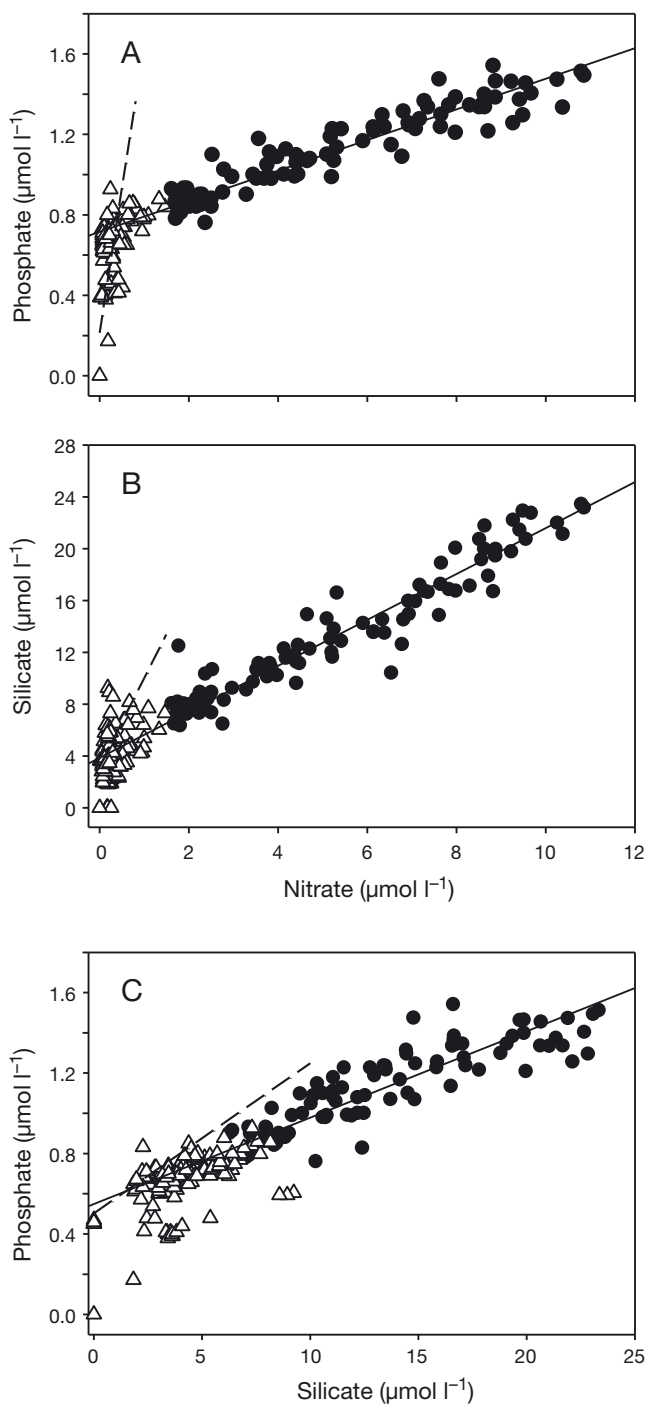 A
Phosphate (µmol l⁻¹)
1.6
1.2
0.8
0.4
0.0
B
Silicate (µmol l⁻¹)
28
24
20
16
12
8
4
0
0 2 4 6 8 10 12
Nitrate (µmol l⁻¹)
C
Phosphate (µmol l⁻¹)
1.6
1.2
0.8
0.4
0.0
0 5 10 15 20 25
Silicate (µmol l⁻¹)